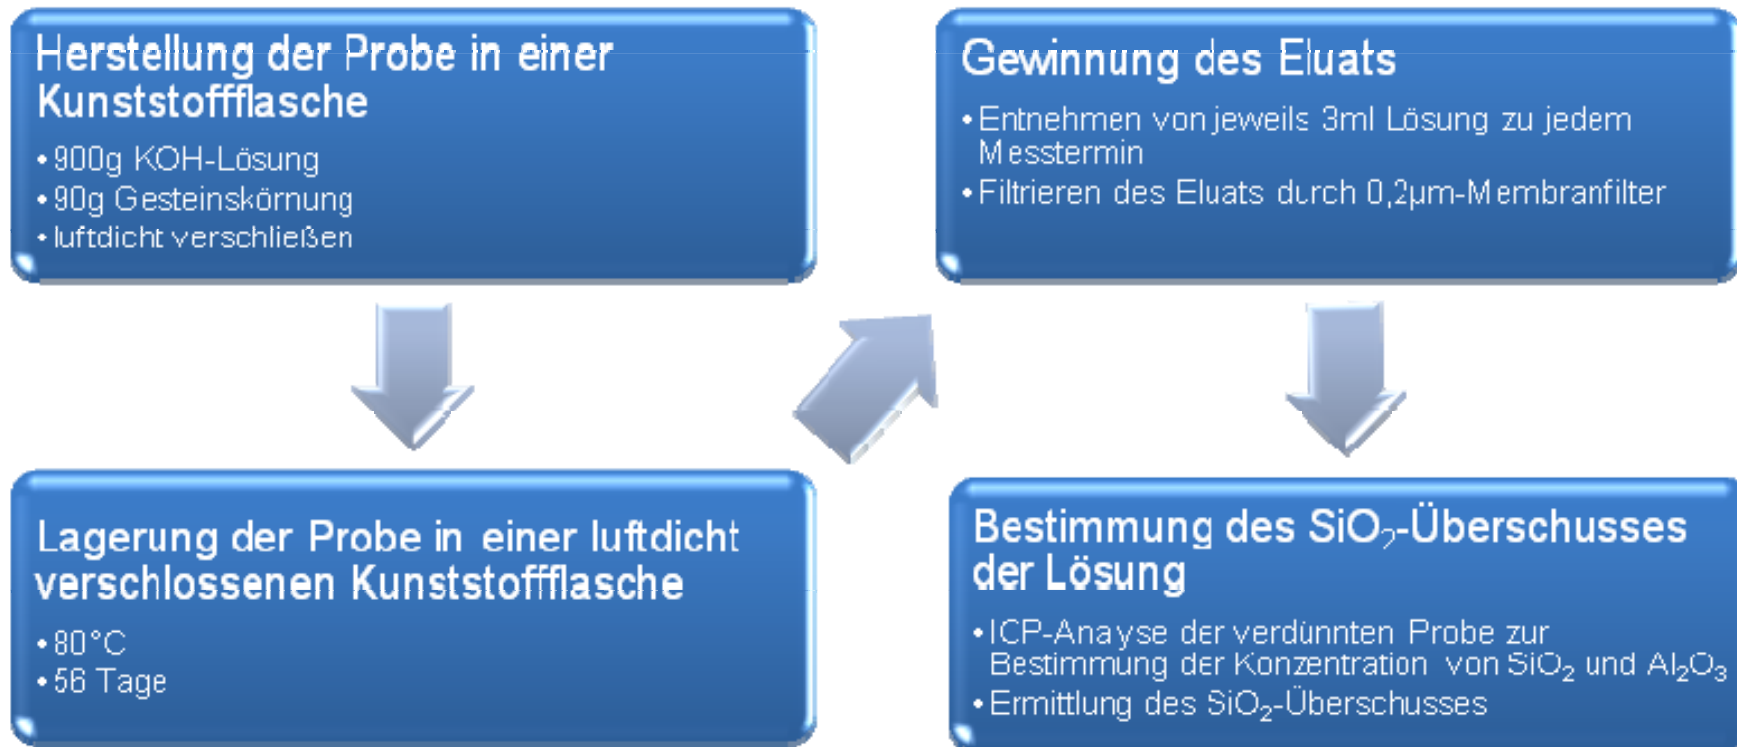 Herstellung der Probe in einer
Kunststoffflasche
• 900g KOH-Lösung
• 90g Gesteinskörnung
• luftdicht verschließen
Lagerung der Probe in einer luftdicht
verschlossenen Kunststoffflasche
• 80°C
• 56 Tage
Gewinnung des Eluats
• Entnehmen von jeweils 3ml Lösung zu jedem
Messtermin
• Filtrieren des Eluats durch 0,2µm-Membranfilter
Bestimmung des SiO₂-Überschusses
der Lösung
• ICP-Anayse der verdünnten Probe zur
Bestimmung der Konzentration von SiO₂ und Al₂O₃
• Ermittlung des SiO₂-Überschusses